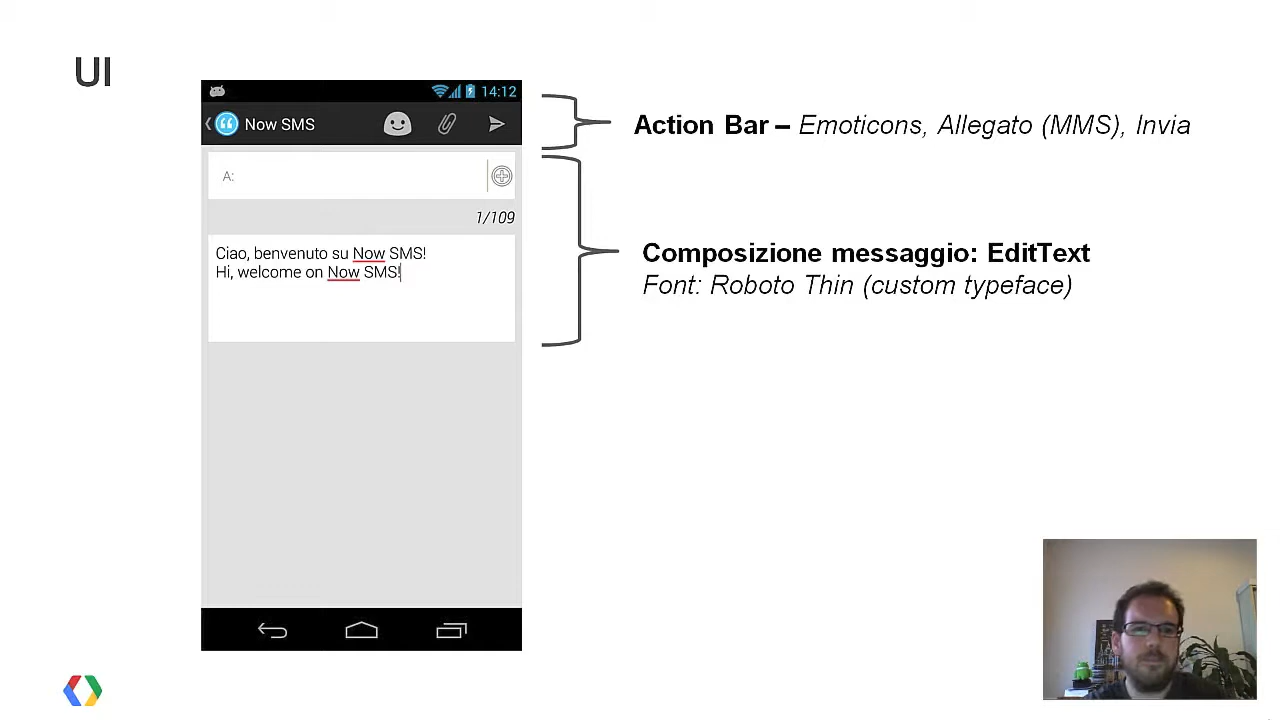 UI
14:12
Now SMS
Action Bar – Emoticons, Allegato (MMS), Invia
A:
1/109
Ciao, benvenuto su Now SMS!
Hi, welcome on Now SMS!
Composizione messaggio: EditText
Font: Roboto Thin (custom typeface)